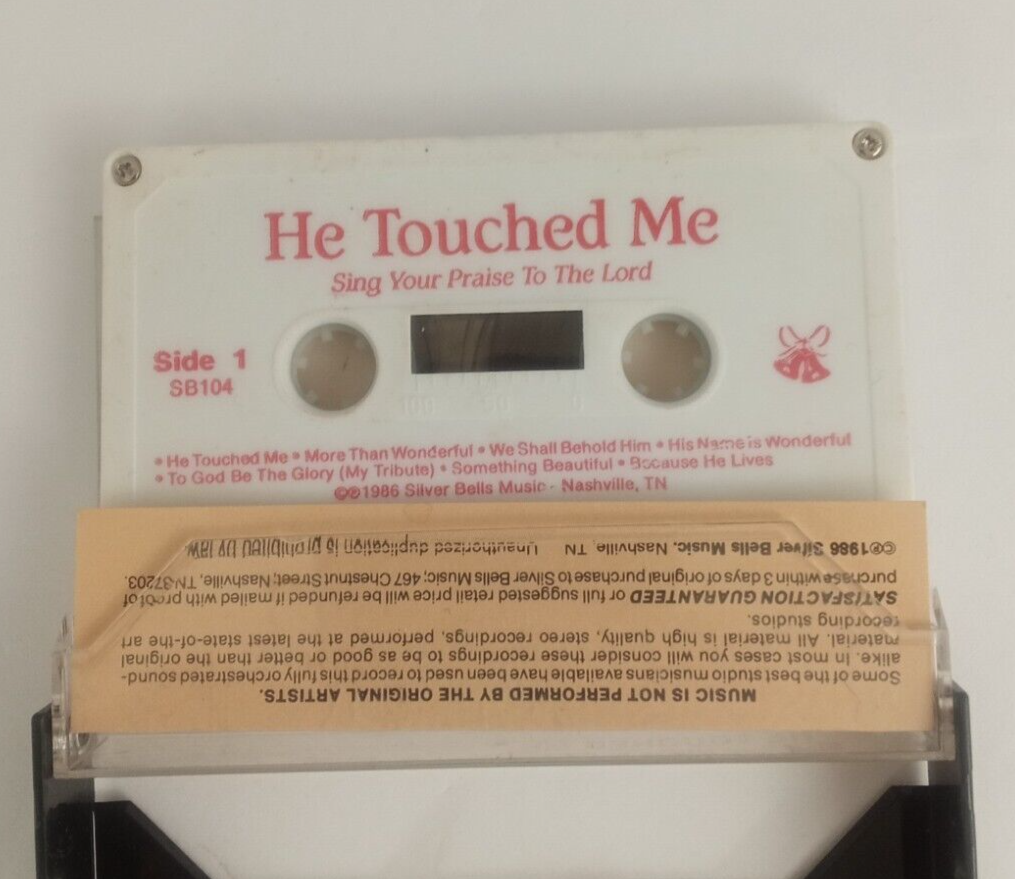 He Touched Me
Sing Your Praise To The Lord
Side 1
SB104
100 50 0
• He Touched Me • More Than Wonderful • We Shall Behold Him • His Name is Wonderful
• To God Be The Glory (My Tribute) • Something Beautiful • Because He Lives
©℗1986 Silver Bells Music - Nashville, TN
MUSIC IS NOT PERFORMED BY THE ORIGINAL ARTISTS.
Some of the best studio musicians available have been used to record this fully orchestrated sound-
alike. In most cases you will consider these recordings to be as good or better than the original
material. All material is high quality, stereo recordings, performed at the latest state-of-the art
recording studios.
SATISFACTION GUARANTEED or full suggested retail price will be refunded if mailed with proof of
purchase within 3 days of original purchase to Silver Bells Music; 467 Chestnut Street; Nashville, TN 37203.
©℗1986 Silver Bells Music. Nashville, TN Unauthorized duplication is prohibited by law.